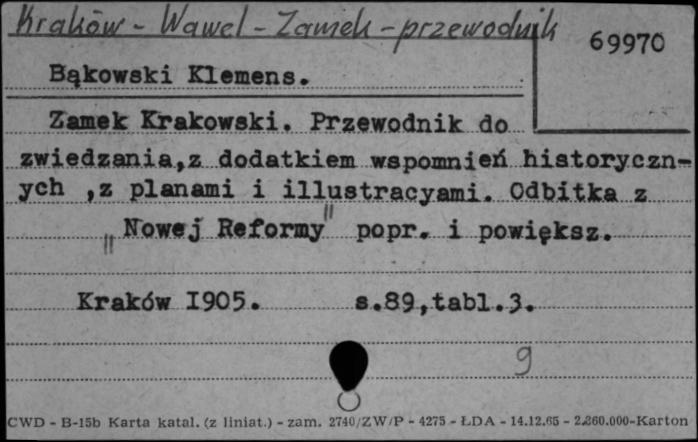 Kraków - Wawel - Zamek - przewodnik
69970
Bąkowski Klemens.
Zamek Krakowski. Przewodnik do
zwiedzania,z dodatkiem wspomnień historyczn-
ych ,z planami i illustracyami. Odbitka z
„Nowej Reformy" popr. i powiększ.
Kraków I905. s.89,tabl.3.
9
CWD - B-15b Karta katal. (z liniat.) - zam. 2740/ZW/P - 4275 - ŁDA - 14.12.65 - 2.260.000-Karton